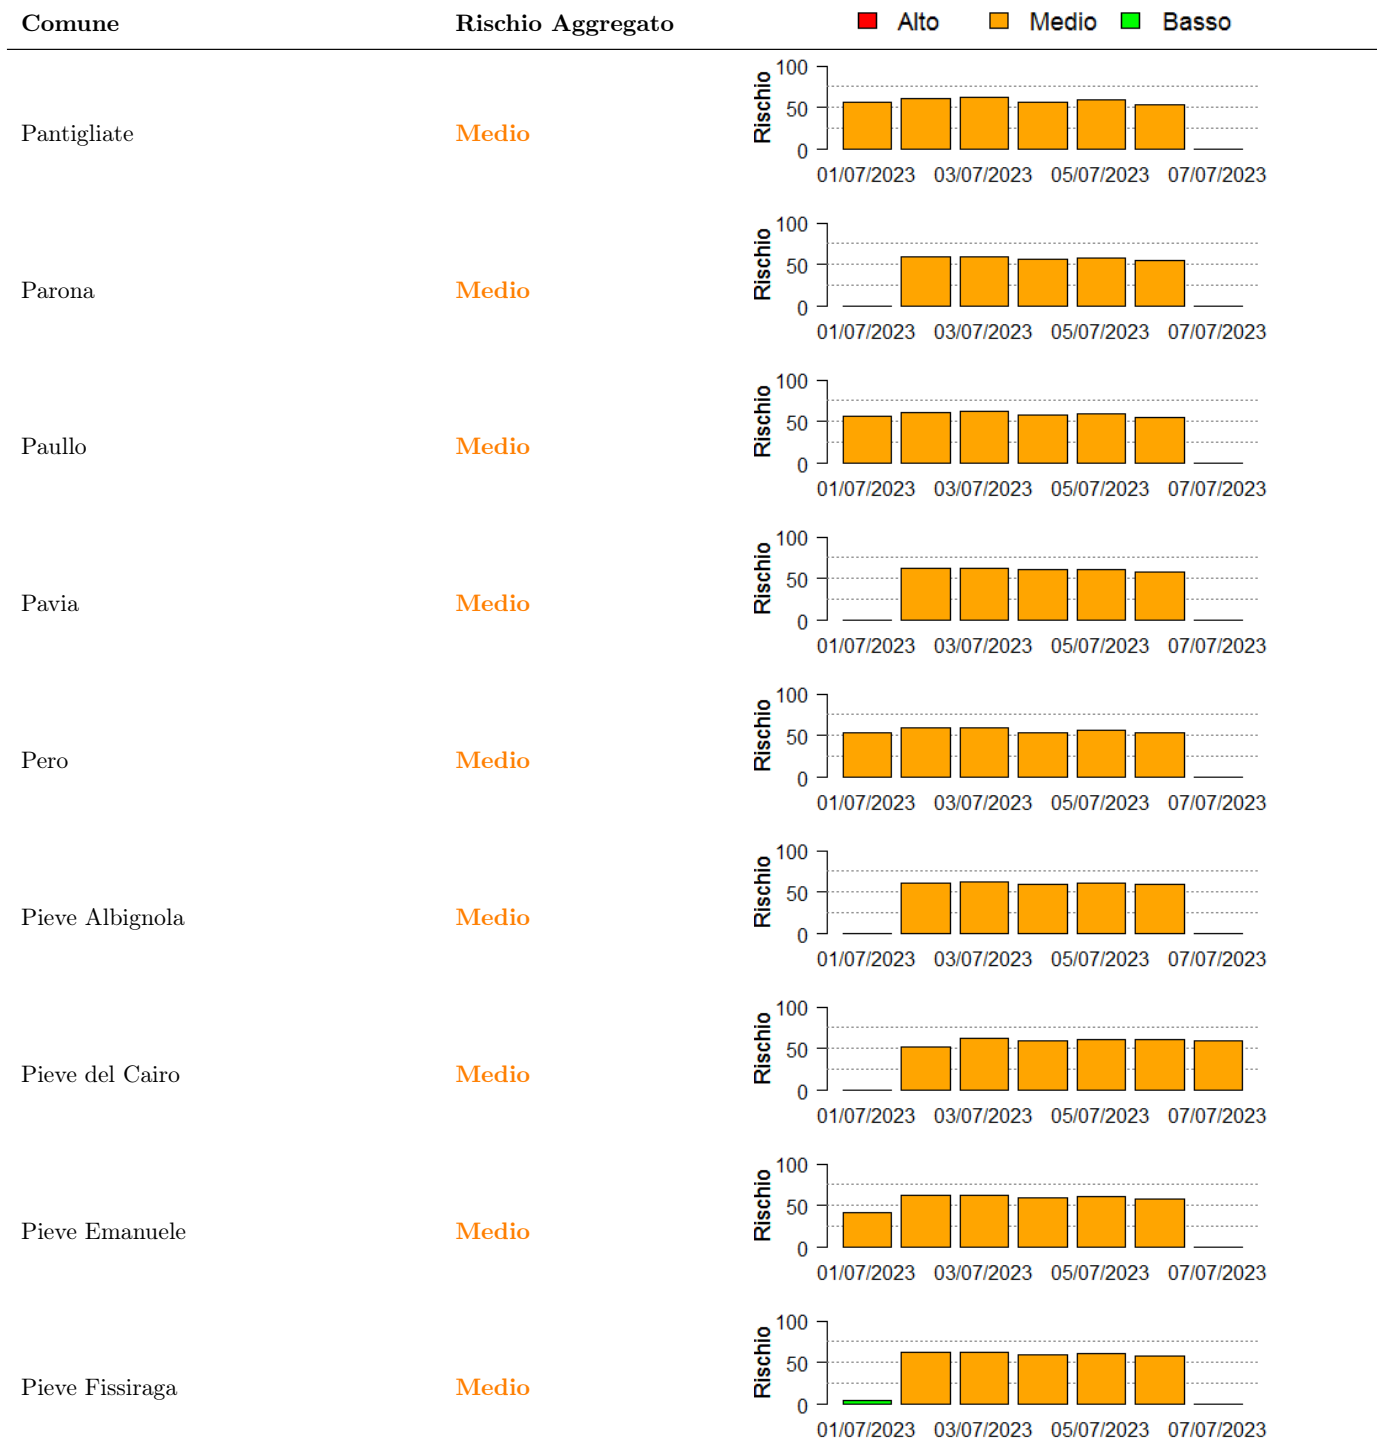 Comune Rischio Aggregato Alto Medio Basso
Pantigliate Medio Rischio 100 50 0
01/07/2023 03/07/2023 05/07/2023 07/07/2023
Parona Medio Rischio 100 50 0
01/07/2023 03/07/2023 05/07/2023 07/07/2023
Paullo Medio Rischio 100 50 0
01/07/2023 03/07/2023 05/07/2023 07/07/2023
Pavia Medio Rischio 100 50 0
01/07/2023 03/07/2023 05/07/2023 07/07/2023
Pero Medio Rischio 100 50 0
01/07/2023 03/07/2023 05/07/2023 07/07/2023
Pieve Albignola Medio Rischio 100 50 0
01/07/2023 03/07/2023 05/07/2023 07/07/2023
Pieve del Cairo Medio Rischio 100 50 0
01/07/2023 03/07/2023 05/07/2023 07/07/2023
Pieve Emanuele Medio Rischio 100 50 0
01/07/2023 03/07/2023 05/07/2023 07/07/2023
Pieve Fissiraga Medio Rischio 100 50 0
01/07/2023 03/07/2023 05/07/2023 07/07/2023